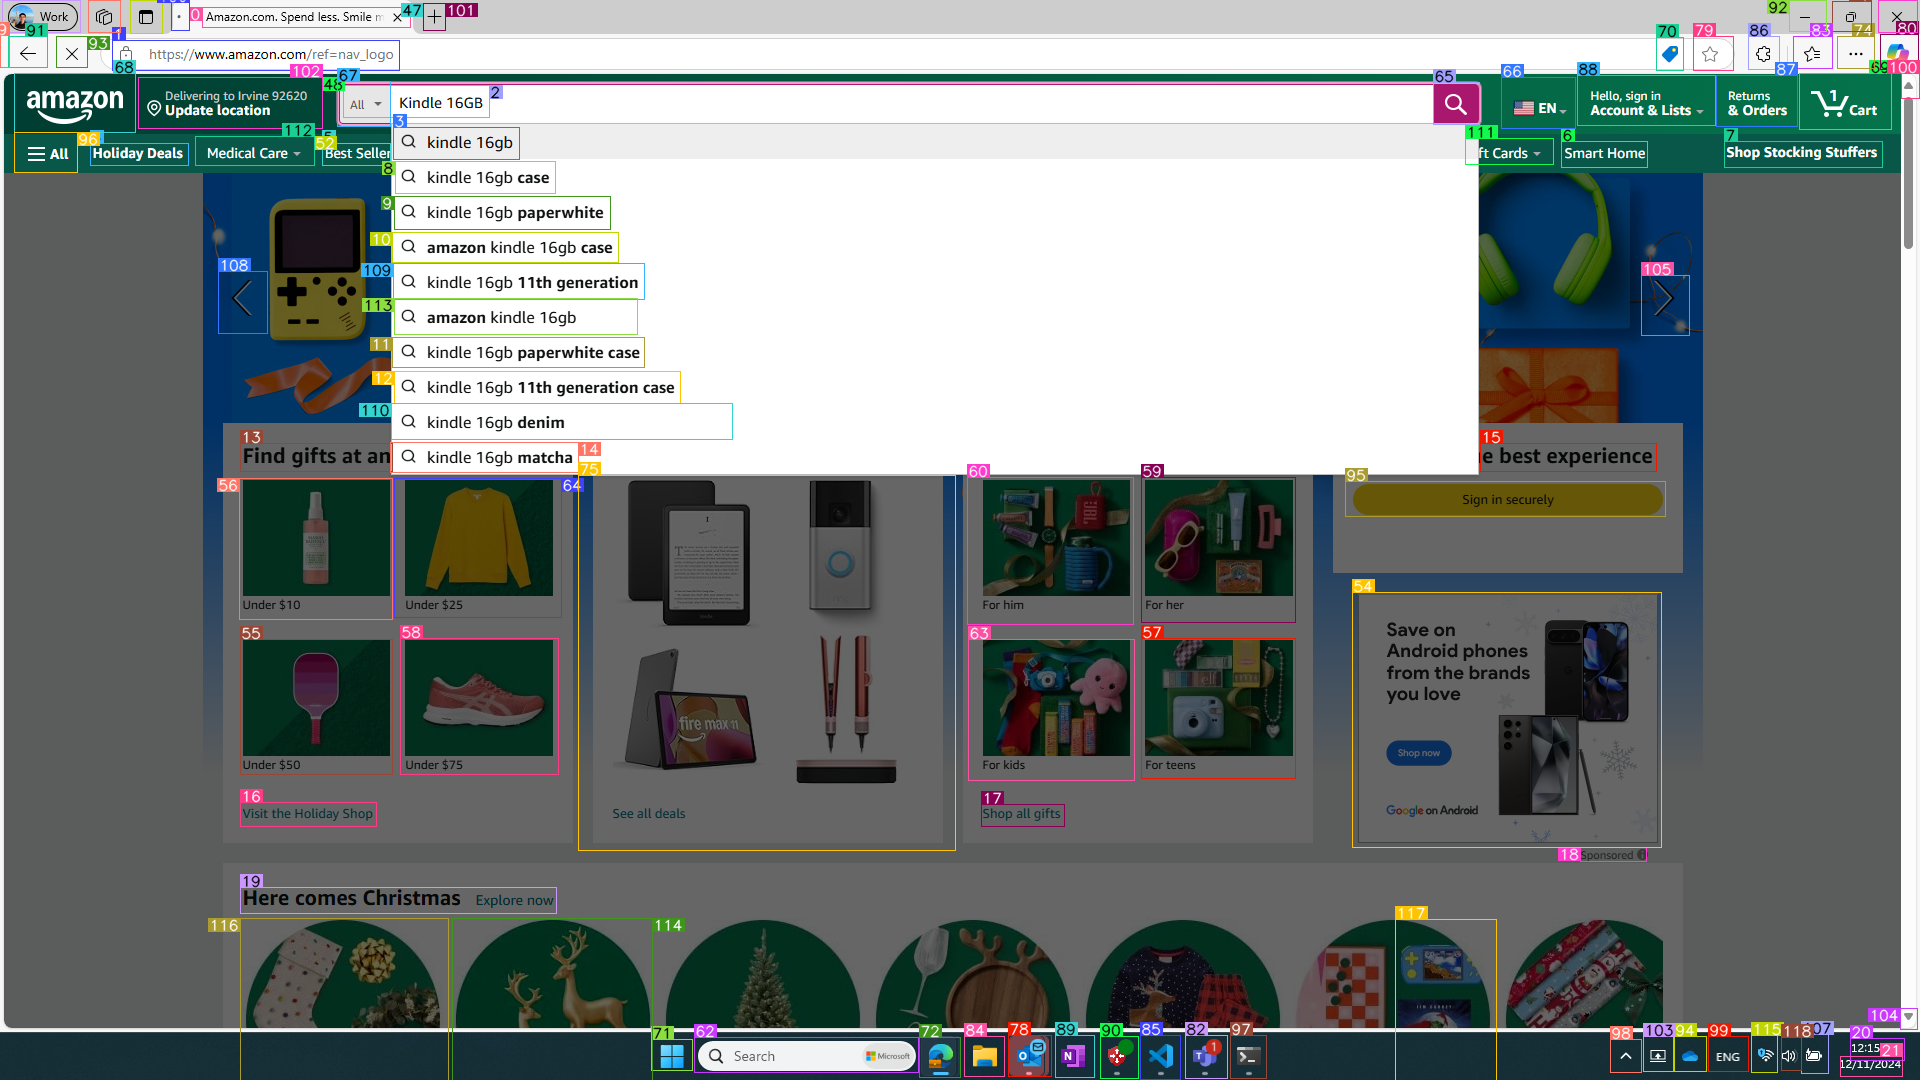 Work
Amazon.com. Spend less. Smile m
https://www.amazon.com/ref=nav_logo
amazon
Delivering to Irvine 92620
Update location
All
Kindle 16GB
EN
Hello, sign in
Account & Lists
Returns
& Orders
1
Cart
All
Holiday Deals
Medical Care
Best Seller
ft Cards
Smart Home
Shop Stocking Stuffers
kindle 16gb
kindle 16gb case
kindle 16gb paperwhite
amazon kindle 16gb case
kindle 16gb 11th generation
amazon kindle 16gb
kindle 16gb paperwhite case
kindle 16gb 11th generation case
kindle 16gb denim
kindle 16gb matcha
Find gifts at an
e best experience
Sign in securely
Under $10
Under $25
For him
For her
Under $50
Under $75
fire max 11
For kids
For teens
Save on
Android phones
from the brands
you love
Shop now
Google on Android
Visit the Holiday Shop
See all deals
Shop all gifts
Sponsored
Here comes Christmas
Explore now
Search
Microsoft
ENG
12:15
12/11/2024